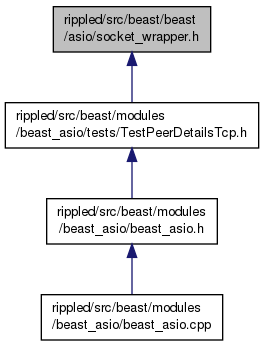 rippled/src/beast/beast
/asio/socket_wrapper.h
rippled/src/beast/modules
/beast_asio/tests/TestPeerDetailsTcp.h
rippled/src/beast/modules
/beast_asio/beast_asio.h
rippled/src/beast/modules
/beast_asio/beast_asio.cpp